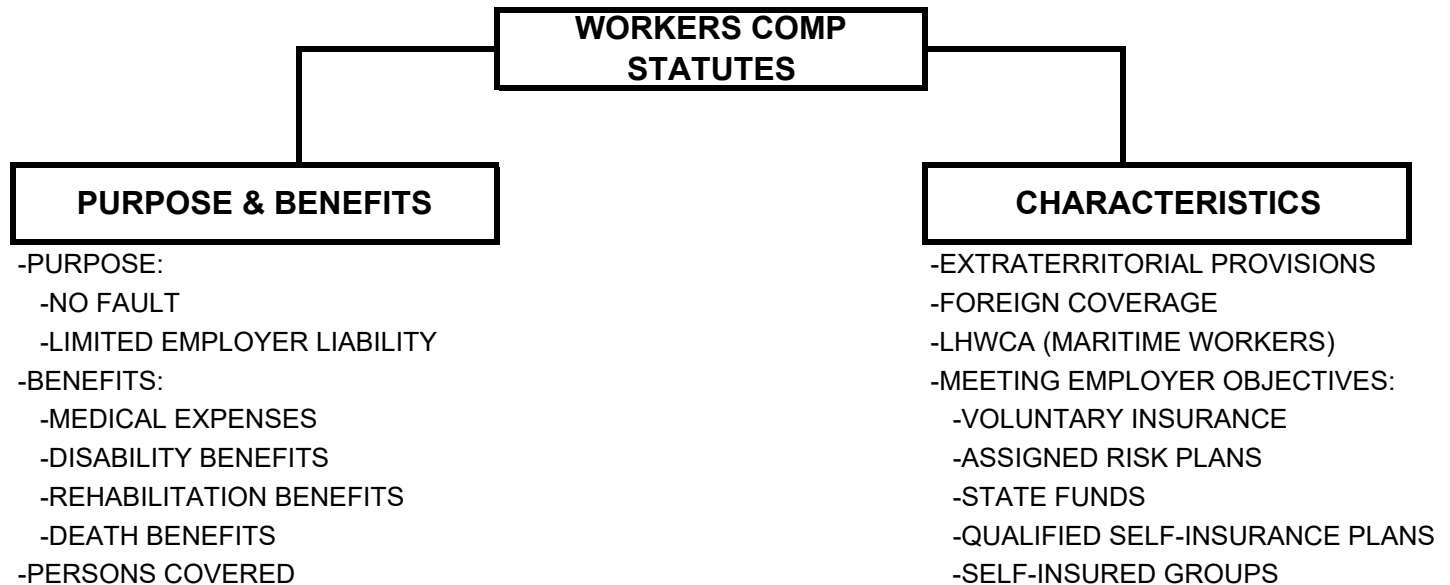 WORKERS COMP
STATUTES
PURPOSE & BENEFITS
-PURPOSE:
-NO FAULT
-LIMITED EMPLOYER LIABILITY
-BENEFITS:
-MEDICAL EXPENSES
-DISABILITY BENEFITS
-REHABILITATION BENEFITS
-DEATH BENEFITS
-PERSONS COVERED
CHARACTERISTICS
-EXTRATERRITORIAL PROVISIONS
-FOREIGN COVERAGE
-LHWCA (MARITIME WORKERS)
-MEETING EMPLOYER OBJECTIVES:
-VOLUNTARY INSURANCE
-ASSIGNED RISK PLANS
-STATE FUNDS
-QUALIFIED SELF-INSURANCE PLANS
-SELF-INSURED GROUPS